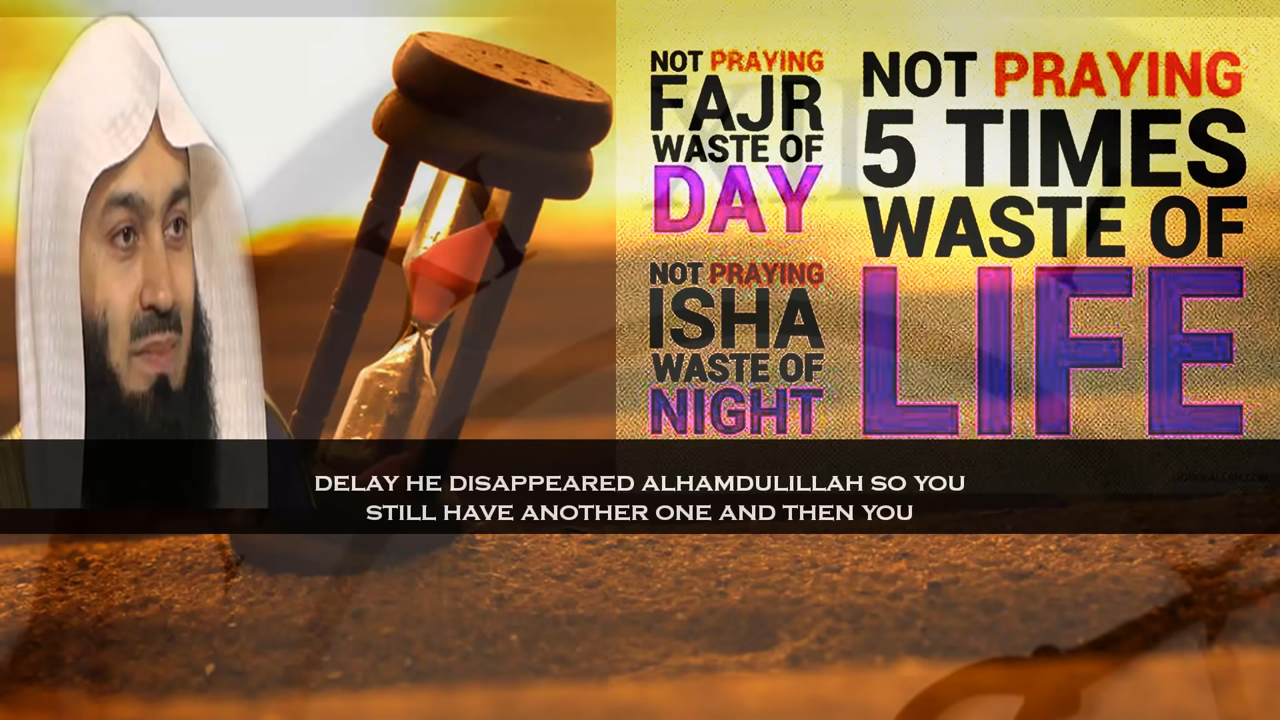 NOT PRAYING
FAJR
WASTE OF
DAY
NOT PRAYING
ISHA
WASTE OF
NIGHT
NOT PRAYING
5 TIMES
WASTE OF
LIFE
DELAY HE DISAPPEARED ALHAMDULILLAH SO YOU
STILL HAVE ANOTHER ONE AND THEN YOU